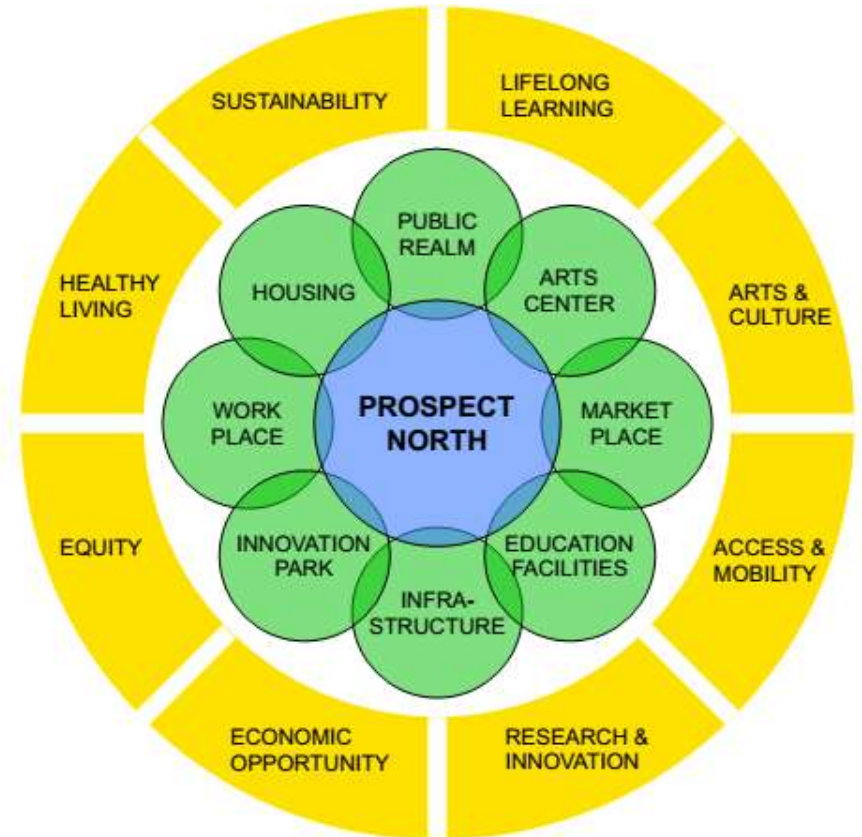 SUSTAINABILITY
LIFELONG
LEARNING
PUBLIC
REALM
HOUSING
ARTS
CENTER
HEALTHY
LIVING
ARTS &
CULTURE
WORK
PLACE
PROSPECT
NORTH
MARKET
PLACE
EQUITY
INNOVATION
PARK
EDUCATION
FACILITIES
ACCESS &
MOBILITY
INFRA-
STRUCTURE
ECONOMIC
OPPORTUNITY
RESEARCH &
INNOVATION